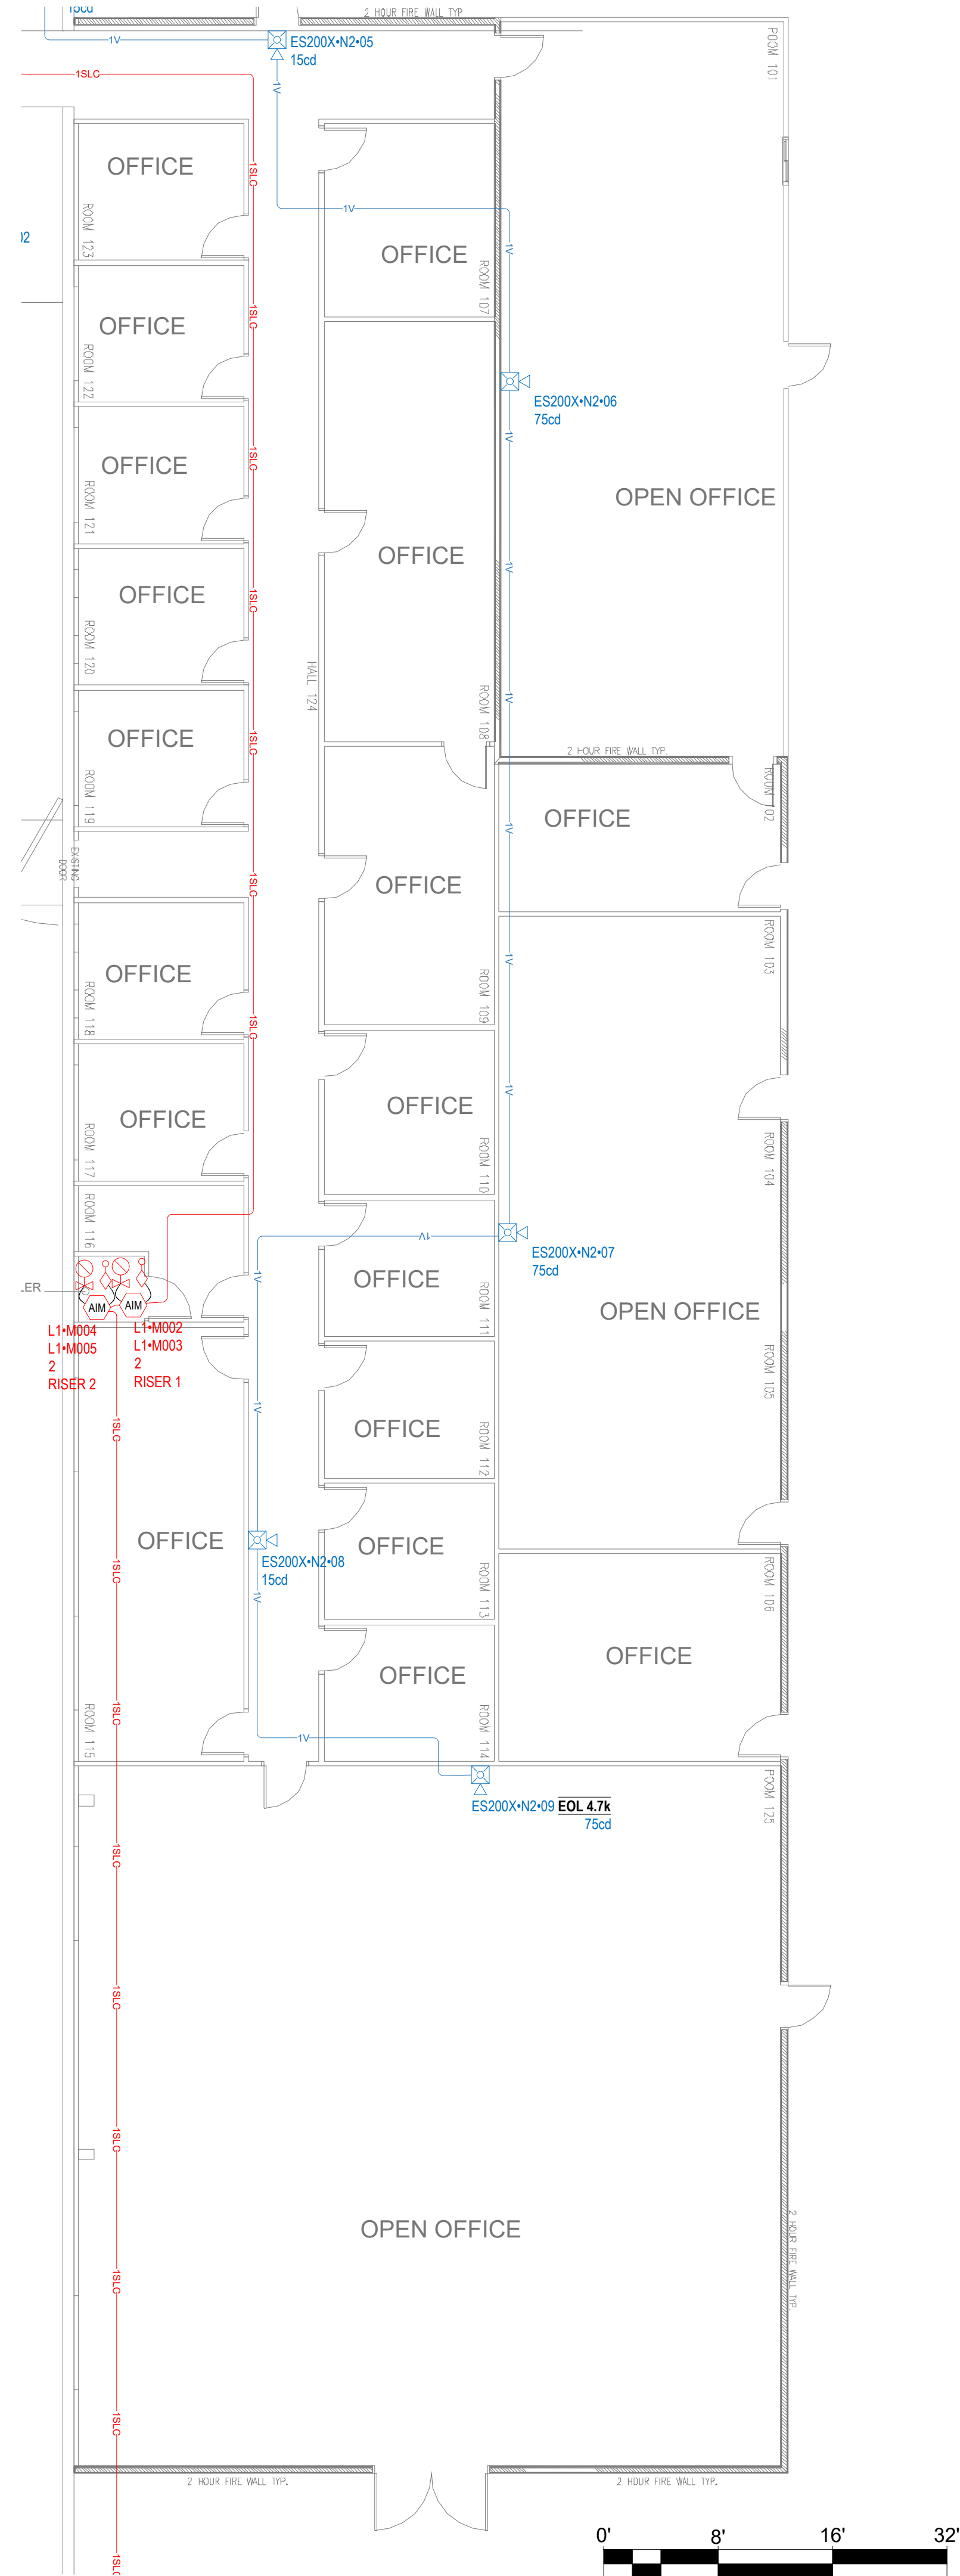 15cd
2 HOUR FIRE WALL TYP
1V
ES200X•N2•05
15cd
ROOM 101
1SLC
1V
OFFICE
1SLC
ROOM 123
1V
OFFICE
ROOM 107
1V
1SLC
OFFICE
ROOM 122
ES200X•N2•06
75cd
1V
OFFICE
1SLC
ROOM 121
OPEN OFFICE
OFFICE
1V
OFFICE
1SLC
ROOM 120
HALL 124
1V
ROOM 108
OFFICE
1SLC
ROOM 119
2 HOUR FIRE WALL TYP.
ROOM 102
OFFICE
1V
EXISTING
DOOR
1SLC
OFFICE
ROOM 103
1V
ROOM 109
OFFICE
ROOM 118
1SLC
1V
OFFICE
OFFICE
ROOM 117
ROOM 110
ROOM 104
ROOM 116
1V
ES200X•N2•07
75cd
1V
OFFICE
ROOM 111
OPEN OFFICE
AIM
AIM
L1•M004
L1•M005
2
RISER 2
L1•M002
L1•M003
2
RISER 1
ROOM 105
1V
1SLC
OFFICE
ROOM 112
OFFICE
OFFICE
ROOM 113
ES200X•N2•08
15cd
1SLC
1V
ROOM 106
OFFICE
OFFICE
ROOM 114
1SLC
ROOM 115
1V
ROOM 125
ES200X•N2•09 EOL 4.7k
75cd
1SLC
1SLC
1SLC
OPEN OFFICE
2 HOUR FIRE WALL TYP.
1SLC
1SLC
2 HOUR FIRE WALL TYP.
2 HOUR FIRE WALL TYP.
1SLC
0' 8' 16' 32'